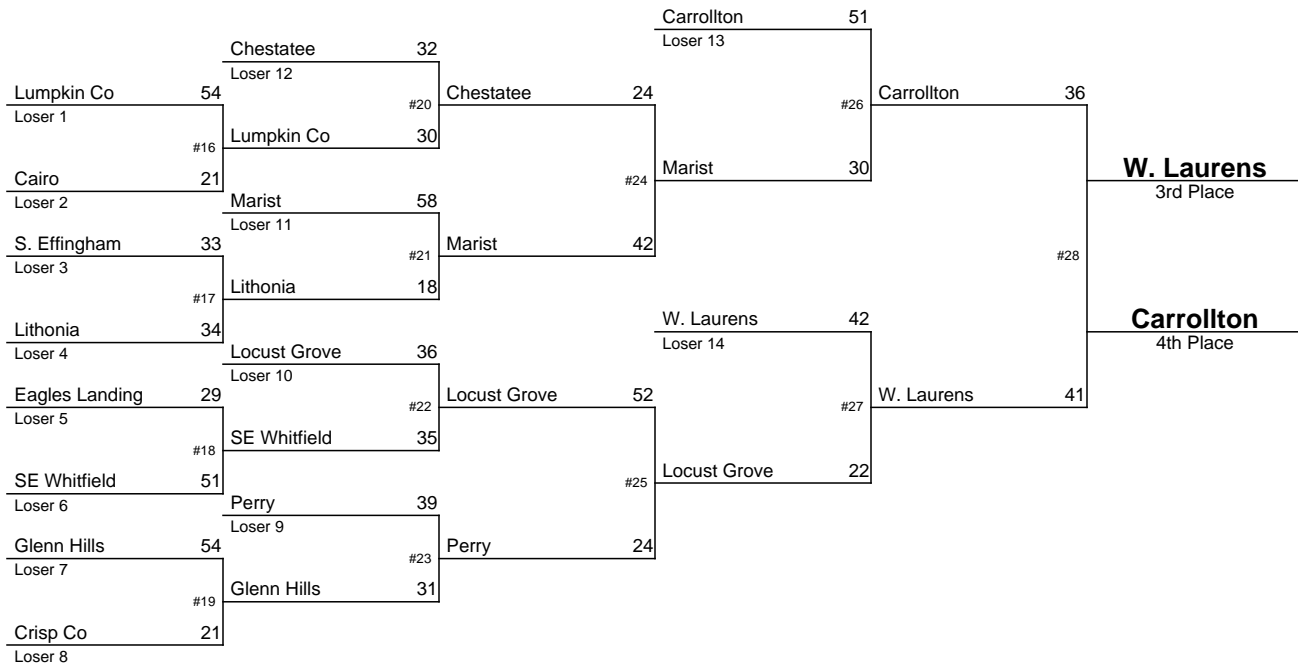 Carrollton 51
Loser 13
Chestatee 32
Loser 12
Lumpkin Co 54
Loser 1
#20
Chestatee 24
#26
Carrollton 36
#16
Lumpkin Co 30
Cairo 21
Loser 2
#24
Marist 30
W. Laurens
3rd Place
Marist 58
Loser 11
S. Effingham 33
Loser 3
#21
Marist 42
#28
#17
Lithonia 18
Lithonia 34
Loser 4
W. Laurens 42
Loser 14
Carrollton
4th Place
Locust Grove 36
Loser 10
Eagles Landing 29
Loser 5
#22
Locust Grove 52
#27
W. Laurens 41
#18
SE Whitfield 35
SE Whitfield 51
Loser 6
#25
Locust Grove 22
Perry 39
Loser 9
Glenn Hills 54
Loser 7
#23
Perry 24
#19
Glenn Hills 31
Crisp Co 21
Loser 8